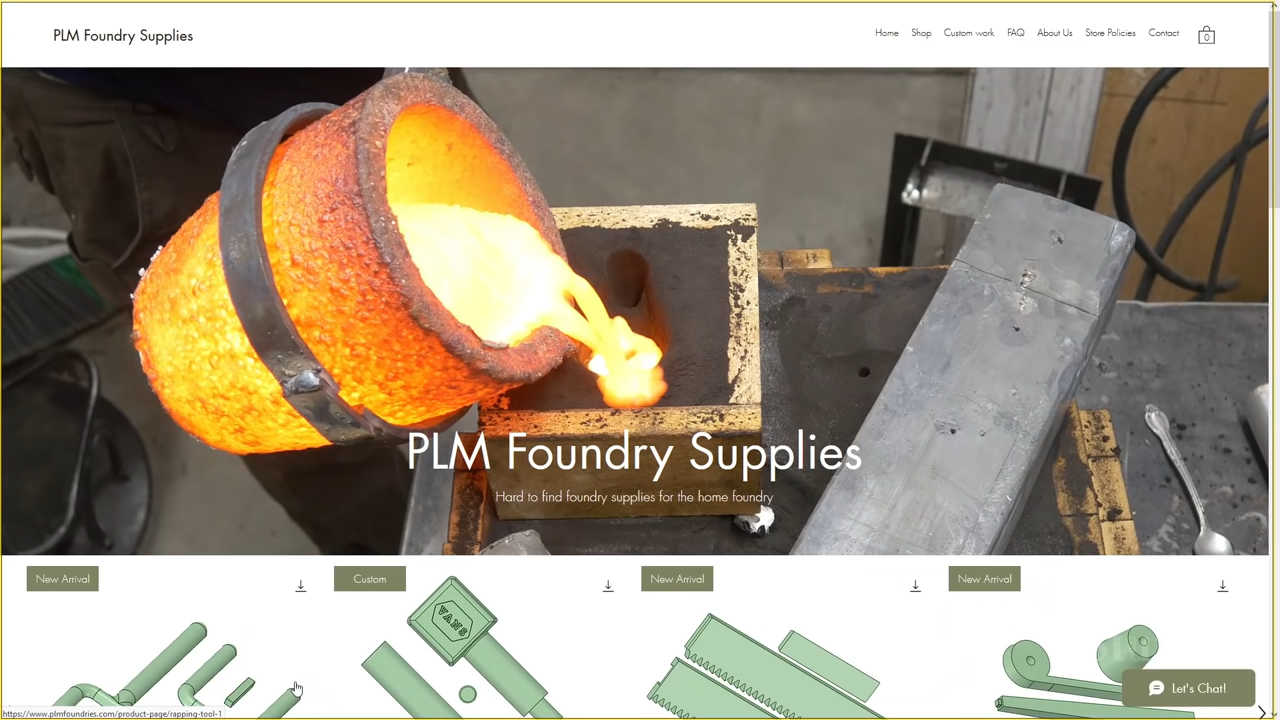 PLM Foundry Supplies
Home Shop Custom work FAQ About Us Store Policies Contact 0
PLM Foundry Supplies
Hard to find foundry supplies for the home foundry
New Arrival Custom New Arrival New Arrival
VAMS
Let's Chat!
https://www.plmfoundries.com/product-page/rapping-tool-1